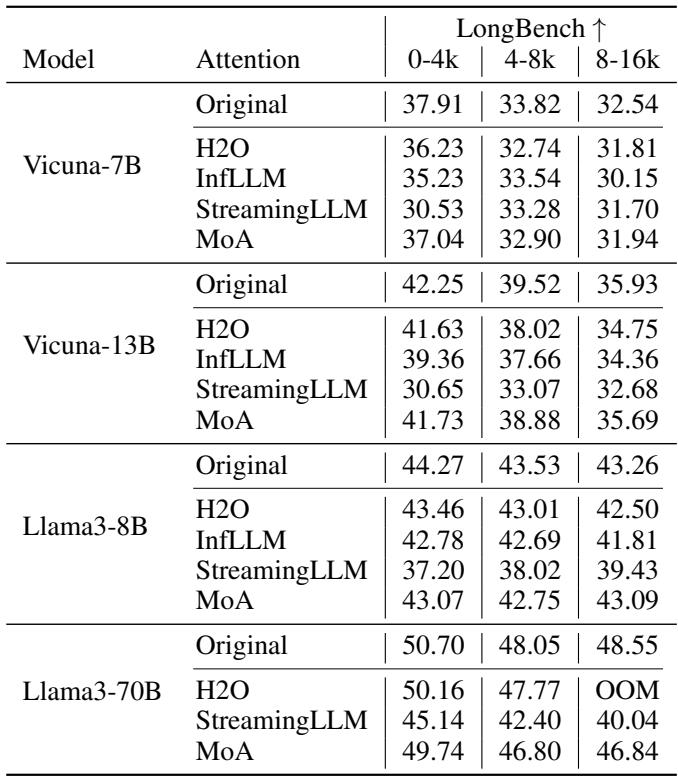 LongBench ↑
Model Attention 0-4k 4-8k 8-16k
Original 37.91 33.82 32.54
Vicuna-7B
H2O 36.23 32.74 31.81
InfLLM 35.23 33.54 30.15
StreamingLLM 30.53 33.28 31.70
MoA 37.04 32.90 31.94
Original 42.25 39.52 35.93
Vicuna-13B
H2O 41.63 38.02 34.75
InfLLM 39.36 37.66 34.36
StreamingLLM 30.65 33.07 32.68
MoA 41.73 38.88 35.69
Original 44.27 43.53 43.26
Llama3-8B
H2O 43.46 43.01 42.50
InfLLM 42.78 42.69 41.81
StreamingLLM 37.20 38.02 39.43
MoA 43.07 42.75 43.09
Original 50.70 48.05 48.55
Llama3-70B H2O 50.16 47.77 OOM
StreamingLLM 45.14 42.40 40.04
MoA 49.74 46.80 46.84